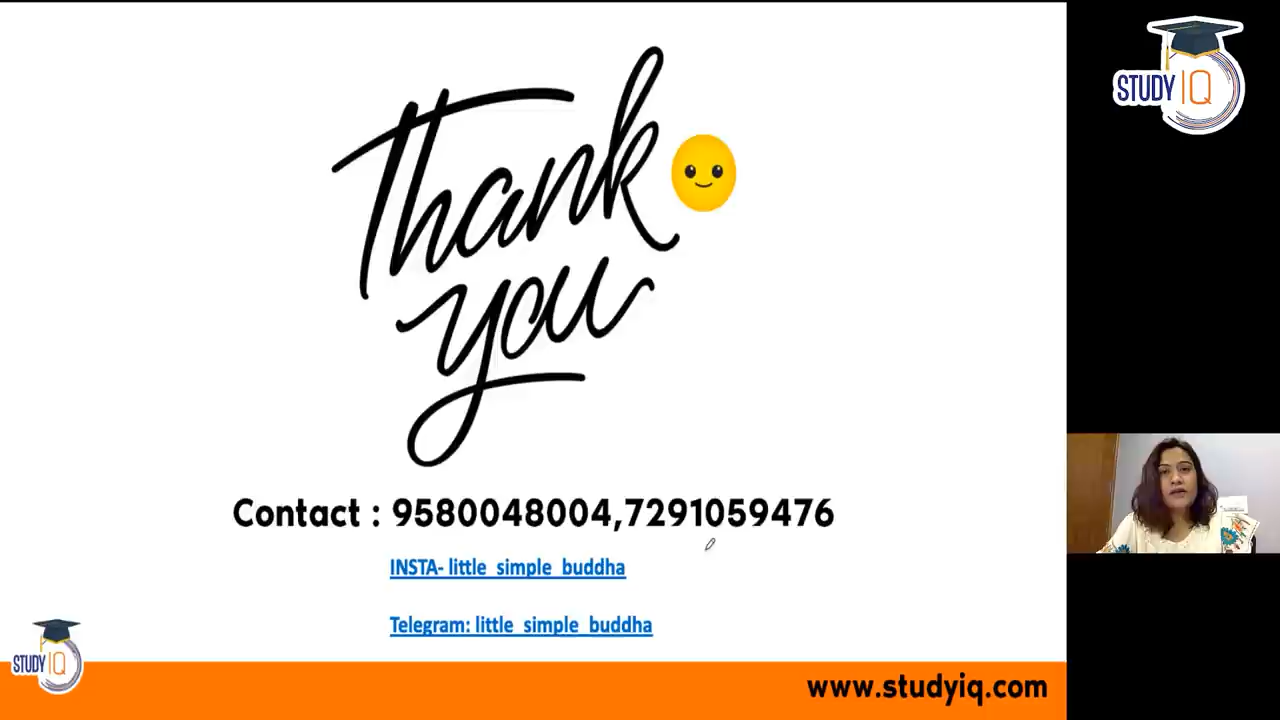 STUDY IQ
Thank
you
Contact : 9580048004,7291059476
INSTA- little_simple_buddha
Telegram: little_simple_buddha
STUDY IQ
www.studyiq.com